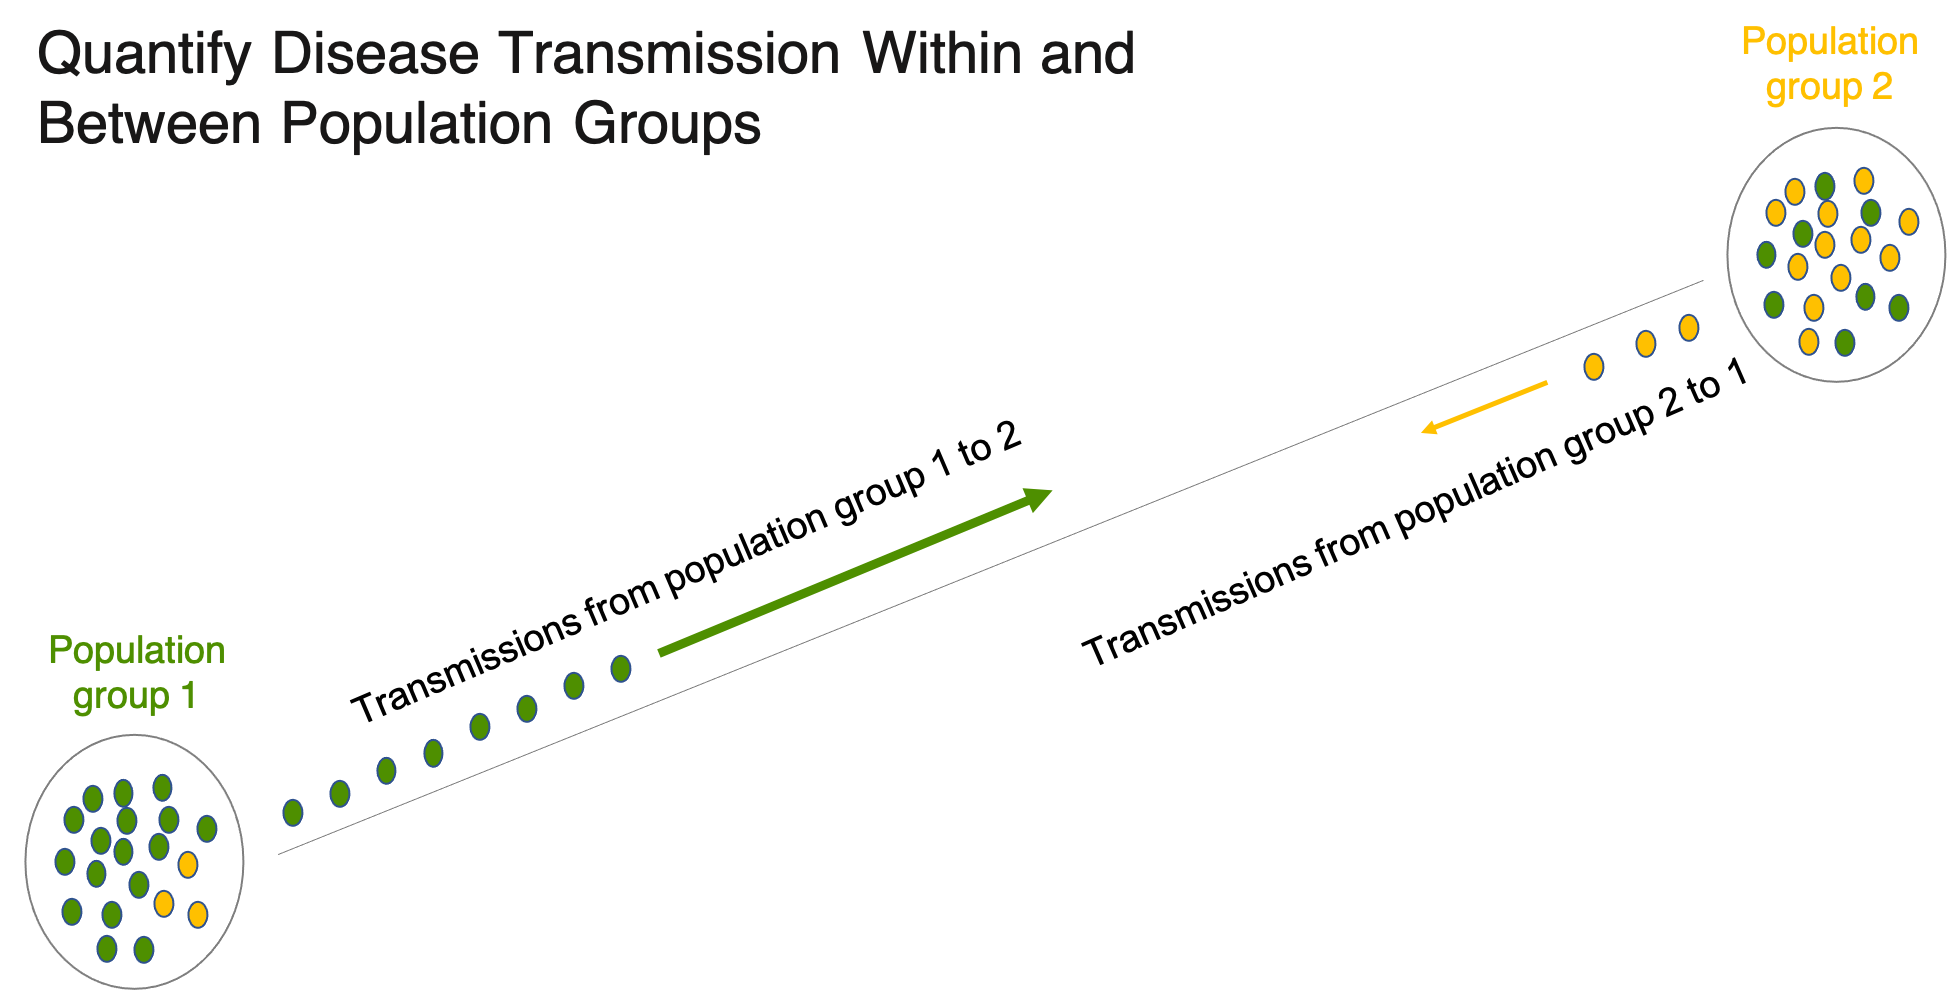 Quantify Disease Transmission Within and
Between Population Groups
Population
group 2
Transmissions from population group 1 to 2
Transmissions from population group 2 to 1
Population
group 1